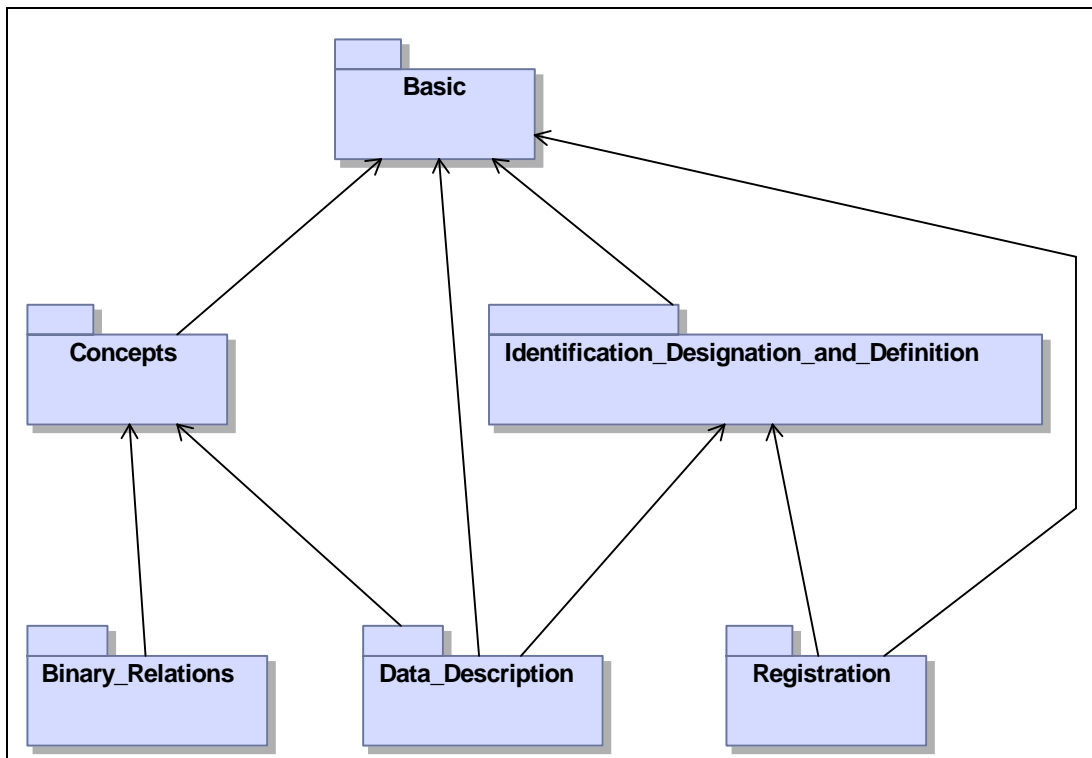 Basic
Concepts
Identification_Designation_and_Definition
Binary_Relations
Data_Description
Registration